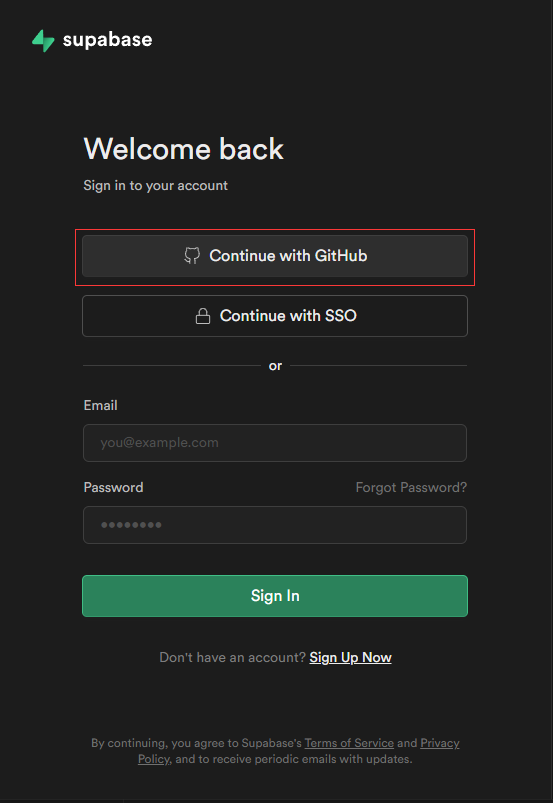 supabase
Welcome back
Sign in to your account
Continue with GitHub
Continue with SSO
or
Email
you@example.com
Password Forgot Password?
••••••••
Sign In
Don't have an account? Sign Up Now
By continuing, you agree to Supabase's Terms of Service and Privacy
Policy, and to receive periodic emails with updates.